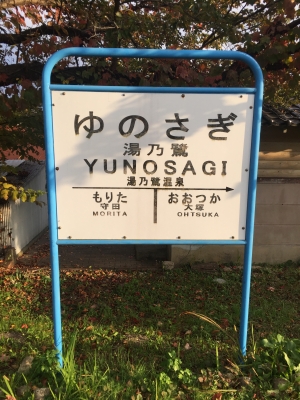 ゆのさぎ
湯乃鷺
YUNOSAGI
湯乃鷺温泉
もりた おおつか
守田 大塚
MORITA OHTSUKA